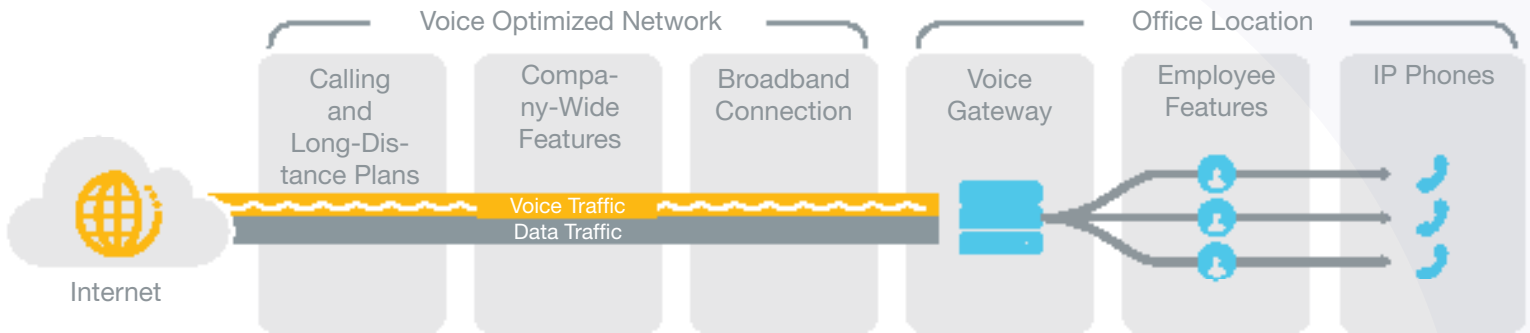 Voice Optimized Network
Office Location
Calling
and
Long-Dis-
tance Plans
Compa-
ny-Wide
Features
Broadband
Connection
Voice
Gateway
Employee
Features
IP Phones
Voice Traffic
Data Traffic
Internet